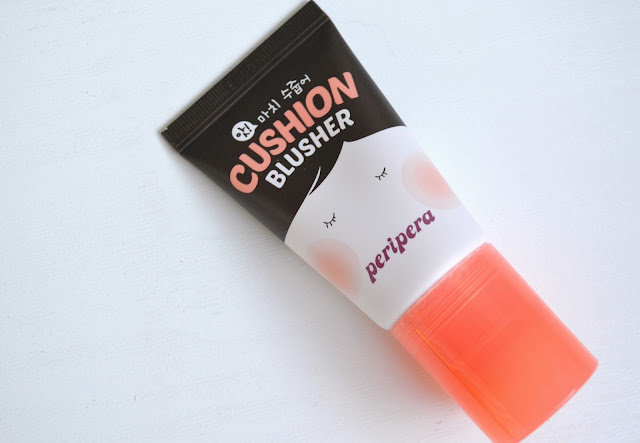 마치 수줍어
CUSHION
BLUSHER
peripera